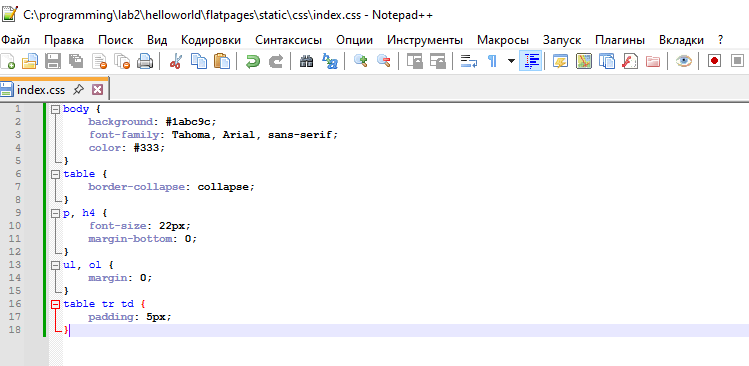 C:\programming\lab2\helloworld\flatpages\static\css\index.css - Notepad++
Файл Правка Поиск Вид Кодировки Синтаксисы Опции Инструменты Макросы Запуск Плагины Вкладки ?
index.css
1 body {
2 background: #1abc9c;
3 font-family: Tahoma, Arial, sans-serif;
4 color: #333;
5 }
6 table {
7 border-collapse: collapse;
8 }
9 p, h4 {
10 font-size: 22px;
11 margin-bottom: 0;
12 }
13 ul, ol {
14 margin: 0;
15 }
16 table tr td {
17 padding: 5px;
18 }